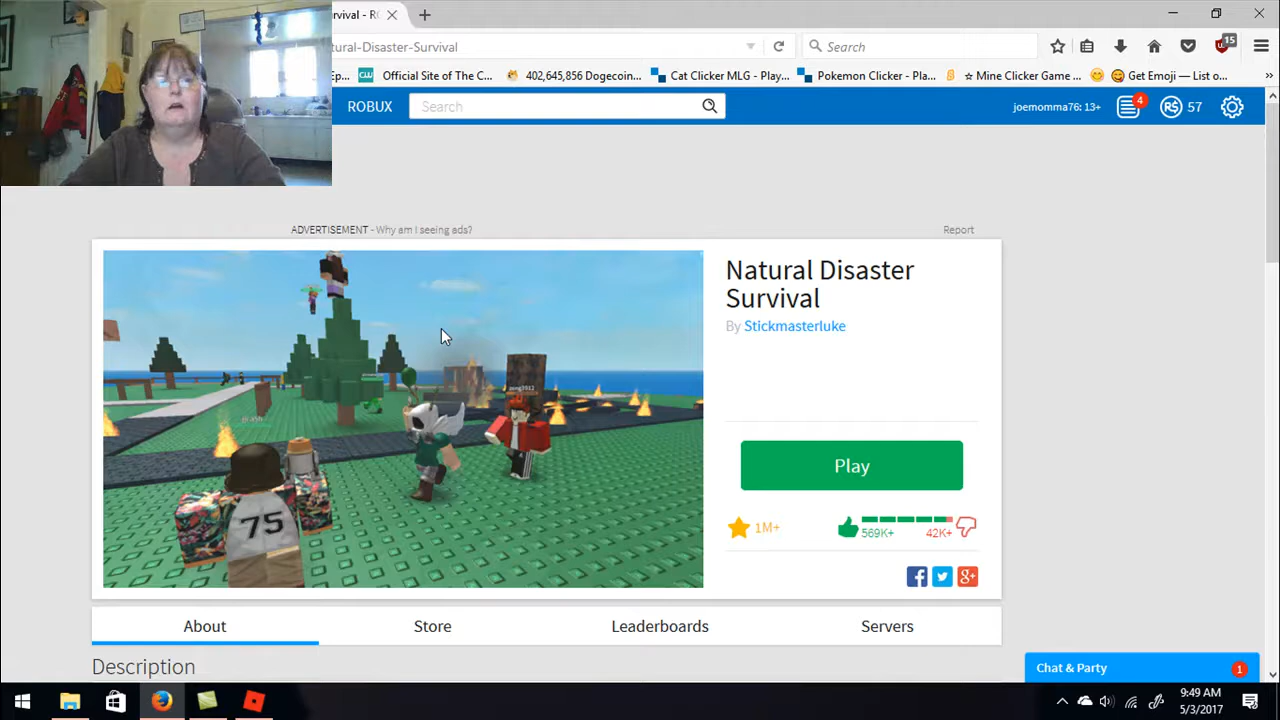 rvival - R
tural-Disaster-Survival
Search
15
Ep...
Official Site of The C...
402,645,856 Dogecoin...
Cat Clicker MLG - Play...
Pokemon Clicker - Pla...
Mine Clicker Game ...
Get Emoji — List o...
»
ROBUX
Search
joemomma76: 13+
4
R$ 57
ADVERTISEMENT - Why am I seeing ads?
Report
75
Natural Disaster
Survival
By Stickmasterluke
Play
1M+
569K+
42K+
f
g+
About
Store
Leaderboards
Servers
Description
Chat & Party
1
9:49 AM
5/3/2017